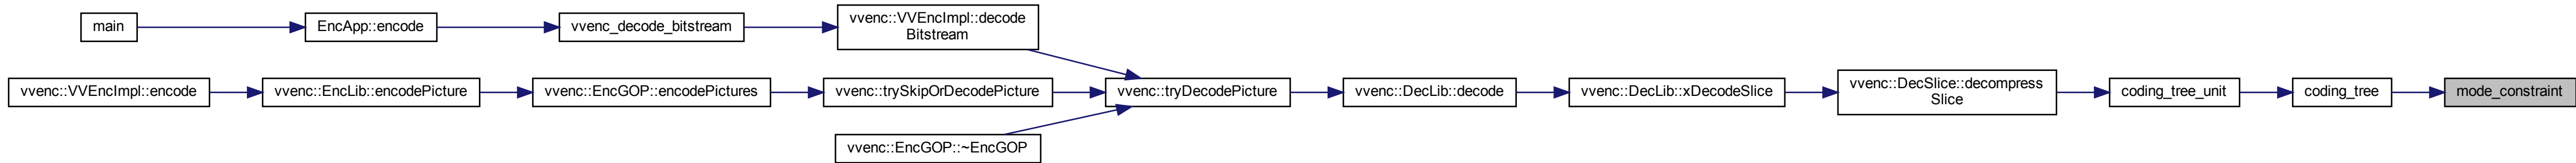 main
EncApp::encode
vvenc_decode_bitstream
vvenc::VVEncImpl::decode
Bitstream
vvenc::VVEncImpl::encode
vvenc::EncLib::encodePicture
vvenc::EncGOP::encodePictures
vvenc::trySkipOrDecodePicture
vvenc::tryDecodePicture
vvenc::DecLib::decode
vvenc::DecLib::xDecodeSlice
vvenc::DecSlice::decompress
Slice
coding_tree_unit
coding_tree
mode_constraint
vvenc::EncGOP::~EncGOP